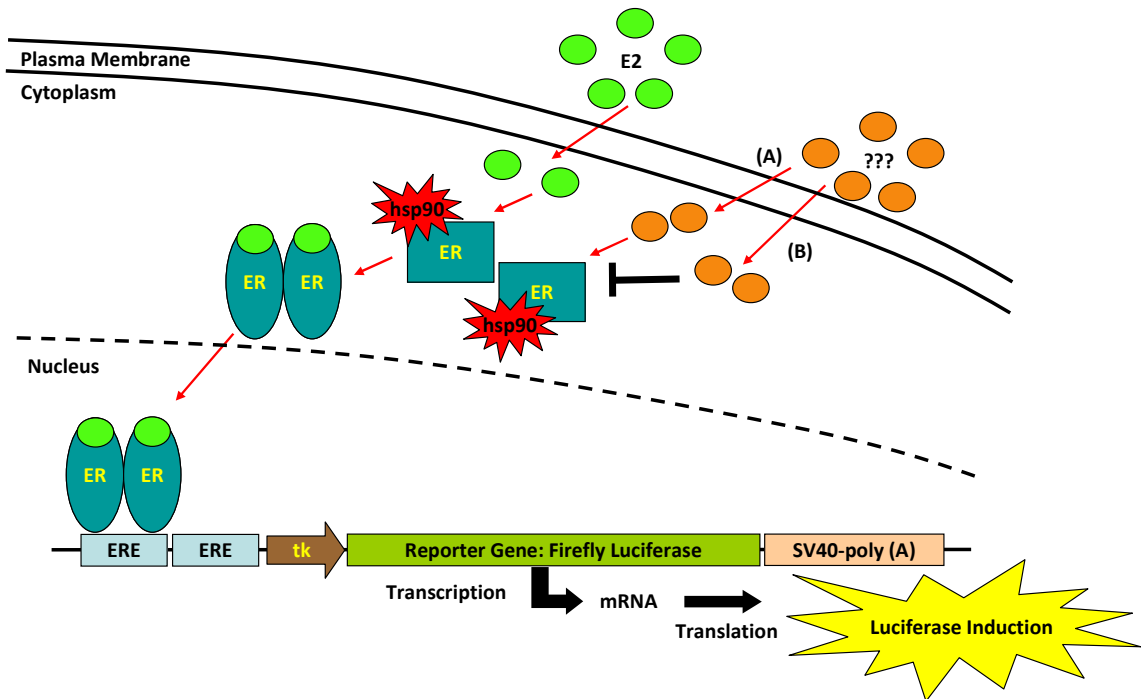 Plasma Membrane
Cytoplasm
E2
(A)
???
(B)
hsp90
ER
ER
hsp90
ER
ER
Nucleus
ER
ER
ERE
ERE
tk
Reporter Gene: Firefly Luciferase
SV40-poly (A)
Transcription
mRNA
Translation
Luciferase Induction